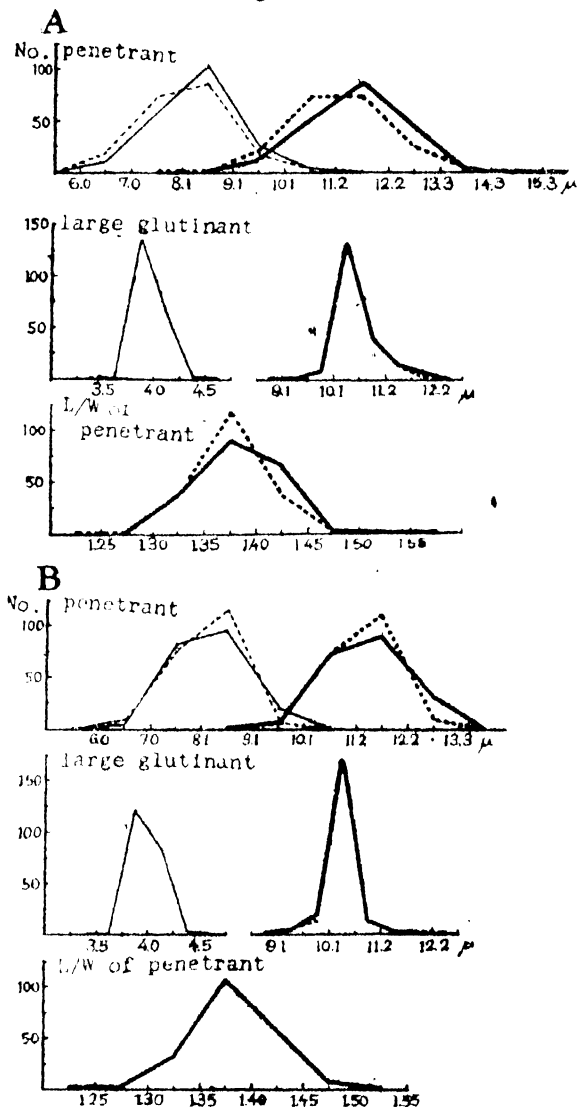 A
No. penetrant
100
50
6.0 7.0 8.1 9.1 10.1 11.2 12.2 13.3 14.3 15.3 μ
150 large glutinant
100
50
3.5 4.0 4.5 9.1 10.1 11.2 12.2 μ
L/W of
penetrant
100
50
1.25 1.30 1.35 1.40 1.45 1.50 1.55
B
No. penetrant
100
50
6.0 7.0 8.1 9.1 10.1 11.2 12.2 13.3 μ
large glutinant
150
100
50
3.5 4.0 4.5 9.1 10.1 11.2 12.2 μ
L/W of penetrant
100
50
1.25 1.30 1.35 1.40 1.45 1.50 1.55